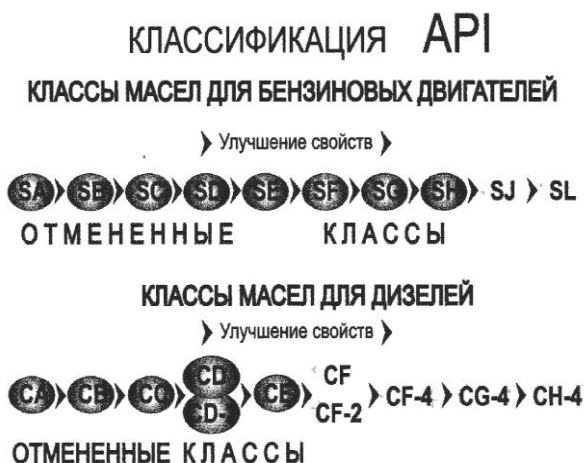 КЛАССИФИКАЦИЯ API
КЛАССЫ МАСЕЛ ДЛЯ БЕНЗИНОВЫХ ДВИГАТЕЛЕЙ
Улучшение свойств
SA SB SC SD SE SF SG SH SJ SL
ОТМЕНЕННЫЕ КЛАССЫ
КЛАССЫ МАСЕЛ ДЛЯ ДИЗЕЛЕЙ
Улучшение свойств
CD CF
CA CB CC CE CF-4 CG-4 CH-4
CF-2
ОТМЕНЕННЫЕ КЛАССЫ